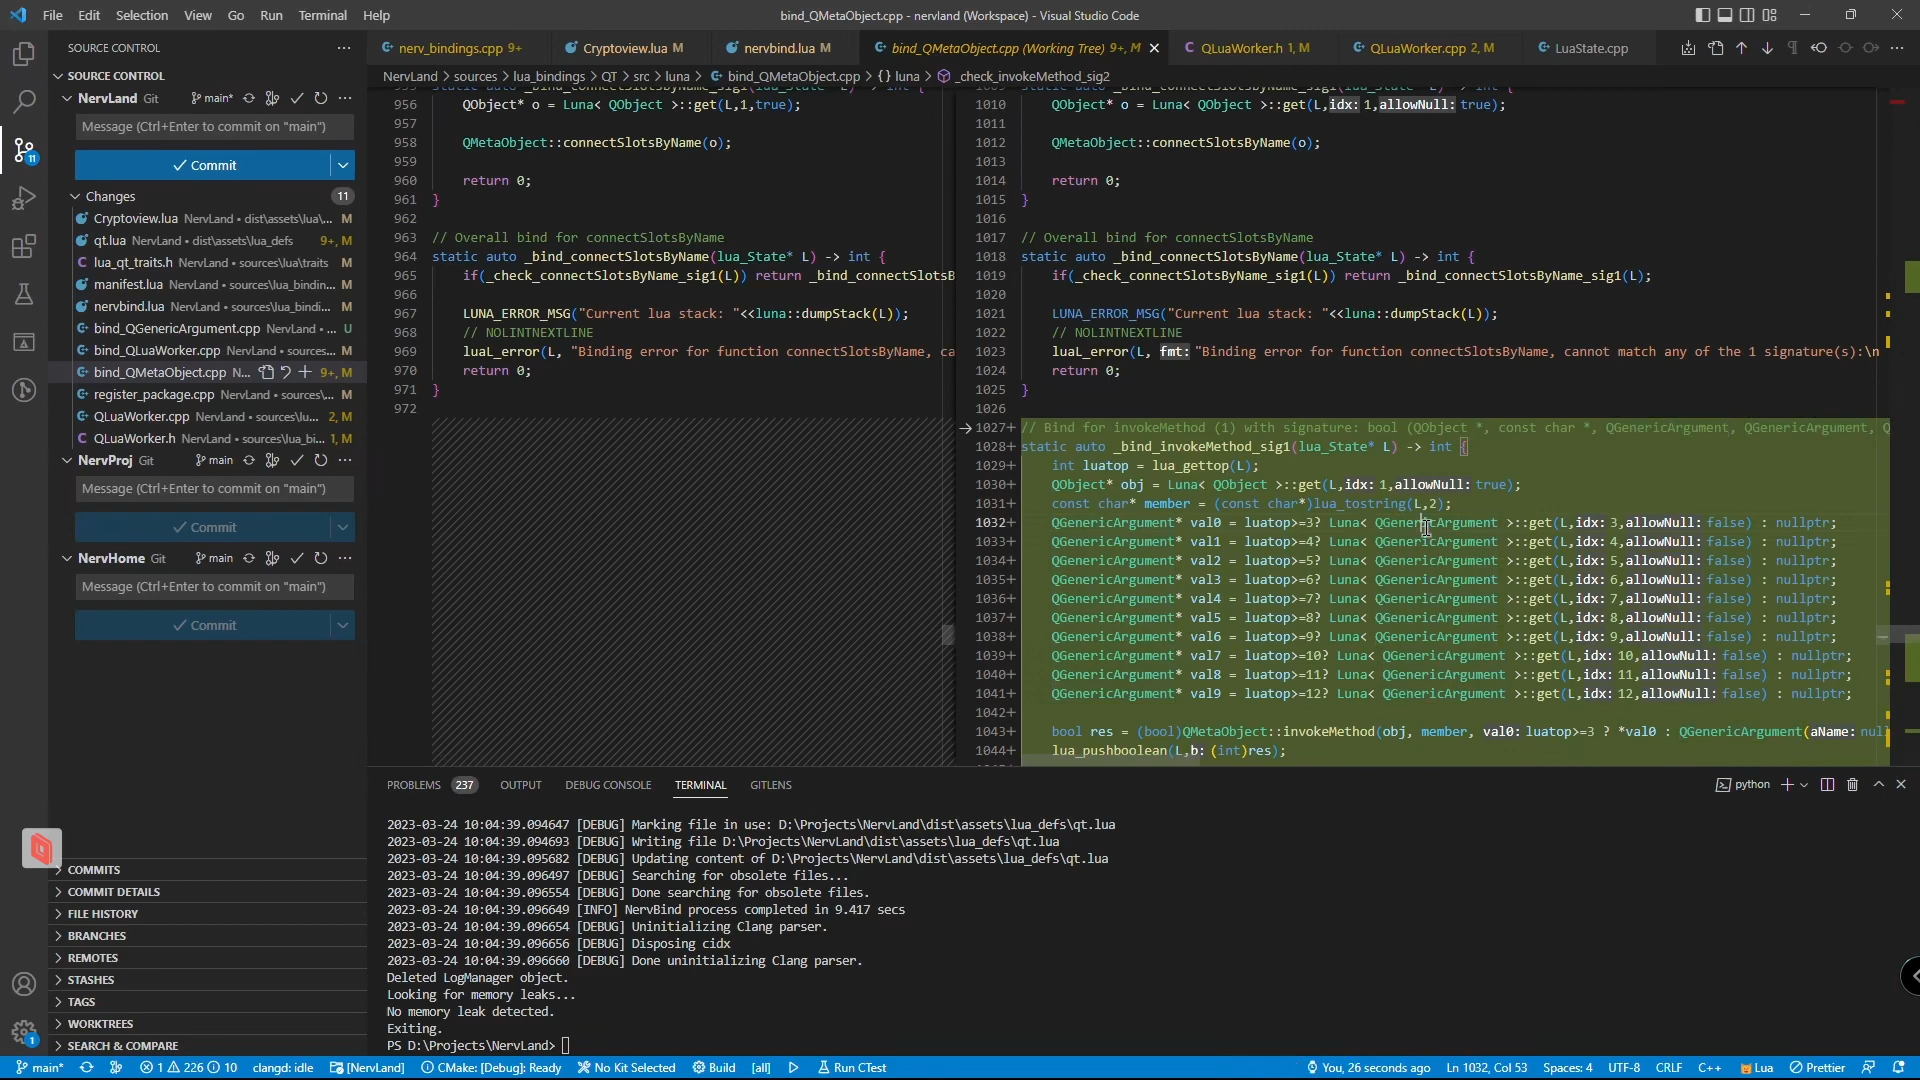 File Edit Selection View Go Run Terminal Help
bind_QMetaObject.cpp - nervland (Workspace) - Visual Studio Code
SOURCE CONTROL
nerv_bindings.cpp 9+
Cryptoview.lua M
nervbind.lua M
bind_QMetaObject.cpp (Working Tree) 9+, M
QLuaWorker.h 1, M
QLuaWorker.cpp 2, M
LuaState.cpp
NervLand > sources > lua_bindings > QT > src > luna > bind_QMetaObject.cpp > {} luna > _check_invokeMethod_sig2
SOURCE CONTROL
NervLand Git main*
Message (Ctrl+Enter to commit on "main")
Commit
Changes 11
Cryptoview.lua NervLand • dist\assets\lua\... M
qt.lua NervLand • dist\assets\lua_defs 9+, M
lua_qt_traits.h NervLand • sources\lua\traits M
manifest.lua NervLand • sources\lua_bindin... M
nervbind.lua NervLand • sources\lua_bindi... M
bind_QGenericArgument.cpp NervLand • ... U
bind_QLuaWorker.cpp NervLand • sources... M
bind_QMetaObject.cpp N... 9+, M
register_package.cpp NervLand • sources\... M
QLuaWorker.cpp NervLand • sources\lu... 2, M
QLuaWorker.h NervLand • sources\lua_bi... 1, M
NervProj Git main
Message (Ctrl+Enter to commit on "main")
Commit
NervHome Git main
Message (Ctrl+Enter to commit on "main")
Commit
COMMITS
COMMIT DETAILS
FILE HISTORY
BRANCHES
REMOTES
STASHES
TAGS
WORKTREES
SEARCH & COMPARE
956 QObject* o = Luna< QObject >::get(L,1,true);
957
958 QMetaObject::connectSlotsByName(o);
959
960 return 0;
961 }
962
963 // Overall bind for connectSlotsByName
964 static auto _bind_connectSlotsByName(lua_State* L) -> int {
965 if(_check_connectSlotsByName_sig1(L)) return _bind_connectSlotsB
966
967 LUNA_ERROR_MSG("Current lua stack: "<<luna::dumpStack(L));
968 // NOLINTNEXTLINE
969 luaL_error(L, "Binding error for function connectSlotsByName, ca
970 return 0;
971 }
972
1010 QObject* o = Luna< QObject >::get(L,idx: 1,allowNull: true);
1011
1012 QMetaObject::connectSlotsByName(o);
1013
1014 return 0;
1015 }
1016
1017 // Overall bind for connectSlotsByName
1018 static auto _bind_connectSlotsByName(lua_State* L) -> int {
1019 if(_check_connectSlotsByName_sig1(L)) return _bind_connectSlotsByName_sig1(L);
1020
1021 LUNA_ERROR_MSG("Current lua stack: "<<luna::dumpStack(L));
1022 // NOLINTNEXTLINE
1023 luaL_error(L, fmt: "Binding error for function connectSlotsByName, cannot match any of the 1 signature(s):\n
1024 return 0;
1025 }
1026
1027+ // Bind for invokeMethod (1) with signature: bool (QObject *, const char *, QGenericArgument, QGenericArgument, Q
1028+ static auto _bind_invokeMethod_sig1(lua_State* L) -> int {
1029+ int luatop = lua_gettop(L);
1030+ QObject* obj = Luna< QObject >::get(L,idx: 1,allowNull: true);
1031+ const char* member = (const char*)lua_tostring(L,2);
1032+ QGenericArgument* val0 = luatop>=3? Luna< QGenericArgument >::get(L,idx: 3,allowNull: false) : nullptr;
1033+ QGenericArgument* val1 = luatop>=4? Luna< QGenericArgument >::get(L,idx: 4,allowNull: false) : nullptr;
1034+ QGenericArgument* val2 = luatop>=5? Luna< QGenericArgument >::get(L,idx: 5,allowNull: false) : nullptr;
1035+ QGenericArgument* val3 = luatop>=6? Luna< QGenericArgument >::get(L,idx: 6,allowNull: false) : nullptr;
1036+ QGenericArgument* val4 = luatop>=7? Luna< QGenericArgument >::get(L,idx: 7,allowNull: false) : nullptr;
1037+ QGenericArgument* val5 = luatop>=8? Luna< QGenericArgument >::get(L,idx: 8,allowNull: false) : nullptr;
1038+ QGenericArgument* val6 = luatop>=9? Luna< QGenericArgument >::get(L,idx: 9,allowNull: false) : nullptr;
1039+ QGenericArgument* val7 = luatop>=10? Luna< QGenericArgument >::get(L,idx: 10,allowNull: false) : nullptr;
1040+ QGenericArgument* val8 = luatop>=11? Luna< QGenericArgument >::get(L,idx: 11,allowNull: false) : nullptr;
1041+ QGenericArgument* val9 = luatop>=12? Luna< QGenericArgument >::get(L,idx: 12,allowNull: false) : nullptr;
1042+
1043+ bool res = (bool)QMetaObject::invokeMethod(obj, member, val0: luatop>=3 ? *val0 : QGenericArgument(aName: nul
1044+ lua_pushboolean(L,b: (int)res);
PROBLEMS 237 OUTPUT DEBUG CONSOLE TERMINAL GITLENS
python
2023-03-24 10:04:39.094647 [DEBUG] Marking file in use: D:\Projects\NervLand\dist\assets\lua_defs\qt.lua
2023-03-24 10:04:39.094693 [DEBUG] Writing file D:\Projects\NervLand\dist\assets\lua_defs\qt.lua
2023-03-24 10:04:39.095682 [DEBUG] Updating content of D:\Projects\NervLand\dist\assets\lua_defs\qt.lua
2023-03-24 10:04:39.096497 [DEBUG] Searching for obsolete files...
2023-03-24 10:04:39.096554 [DEBUG] Done searching for obsolete files.
2023-03-24 10:04:39.096649 [INFO] NervBind process completed in 9.417 secs
2023-03-24 10:04:39.096654 [DEBUG] Uninitializing Clang parser.
2023-03-24 10:04:39.096656 [DEBUG] Disposing cidx
2023-03-24 10:04:39.096660 [DEBUG] Done uninitializing Clang parser.
Deleted LogManager object.
Looking for memory leaks...
No memory leak detected.
Exiting.
PS D:\Projects\NervLand>
main* 1 226 10 clangd: idle [NervLand] CMake: [Debug]: Ready No Kit Selected Build [all] Run CTest
You, 26 seconds ago Ln 1032, Col 53 Spaces: 4 UTF-8 CRLF C++ Lua Prettier